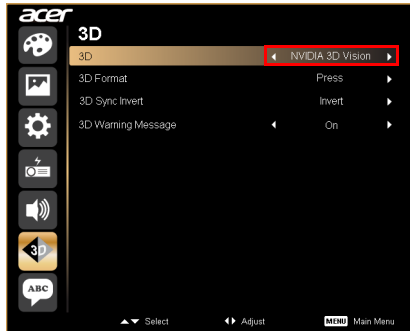 acer
3D
3D NVIDIA 3D Vision
3D Format Press
3D Sync Invert Invert
3D Warning Message On
3D
ABC
Select Adjust MENU Main Menu